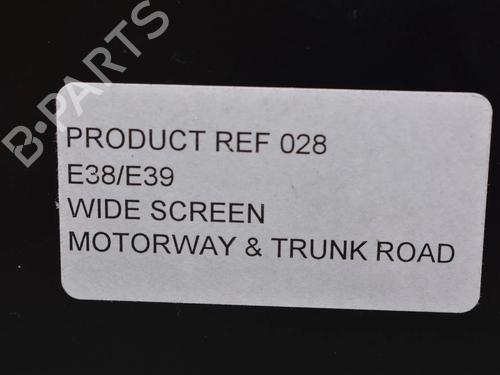 B-PARTS
PRODUCT REF 028
E38/E39
WIDE SCREEN
MOTORWAY & TRUNK ROAD